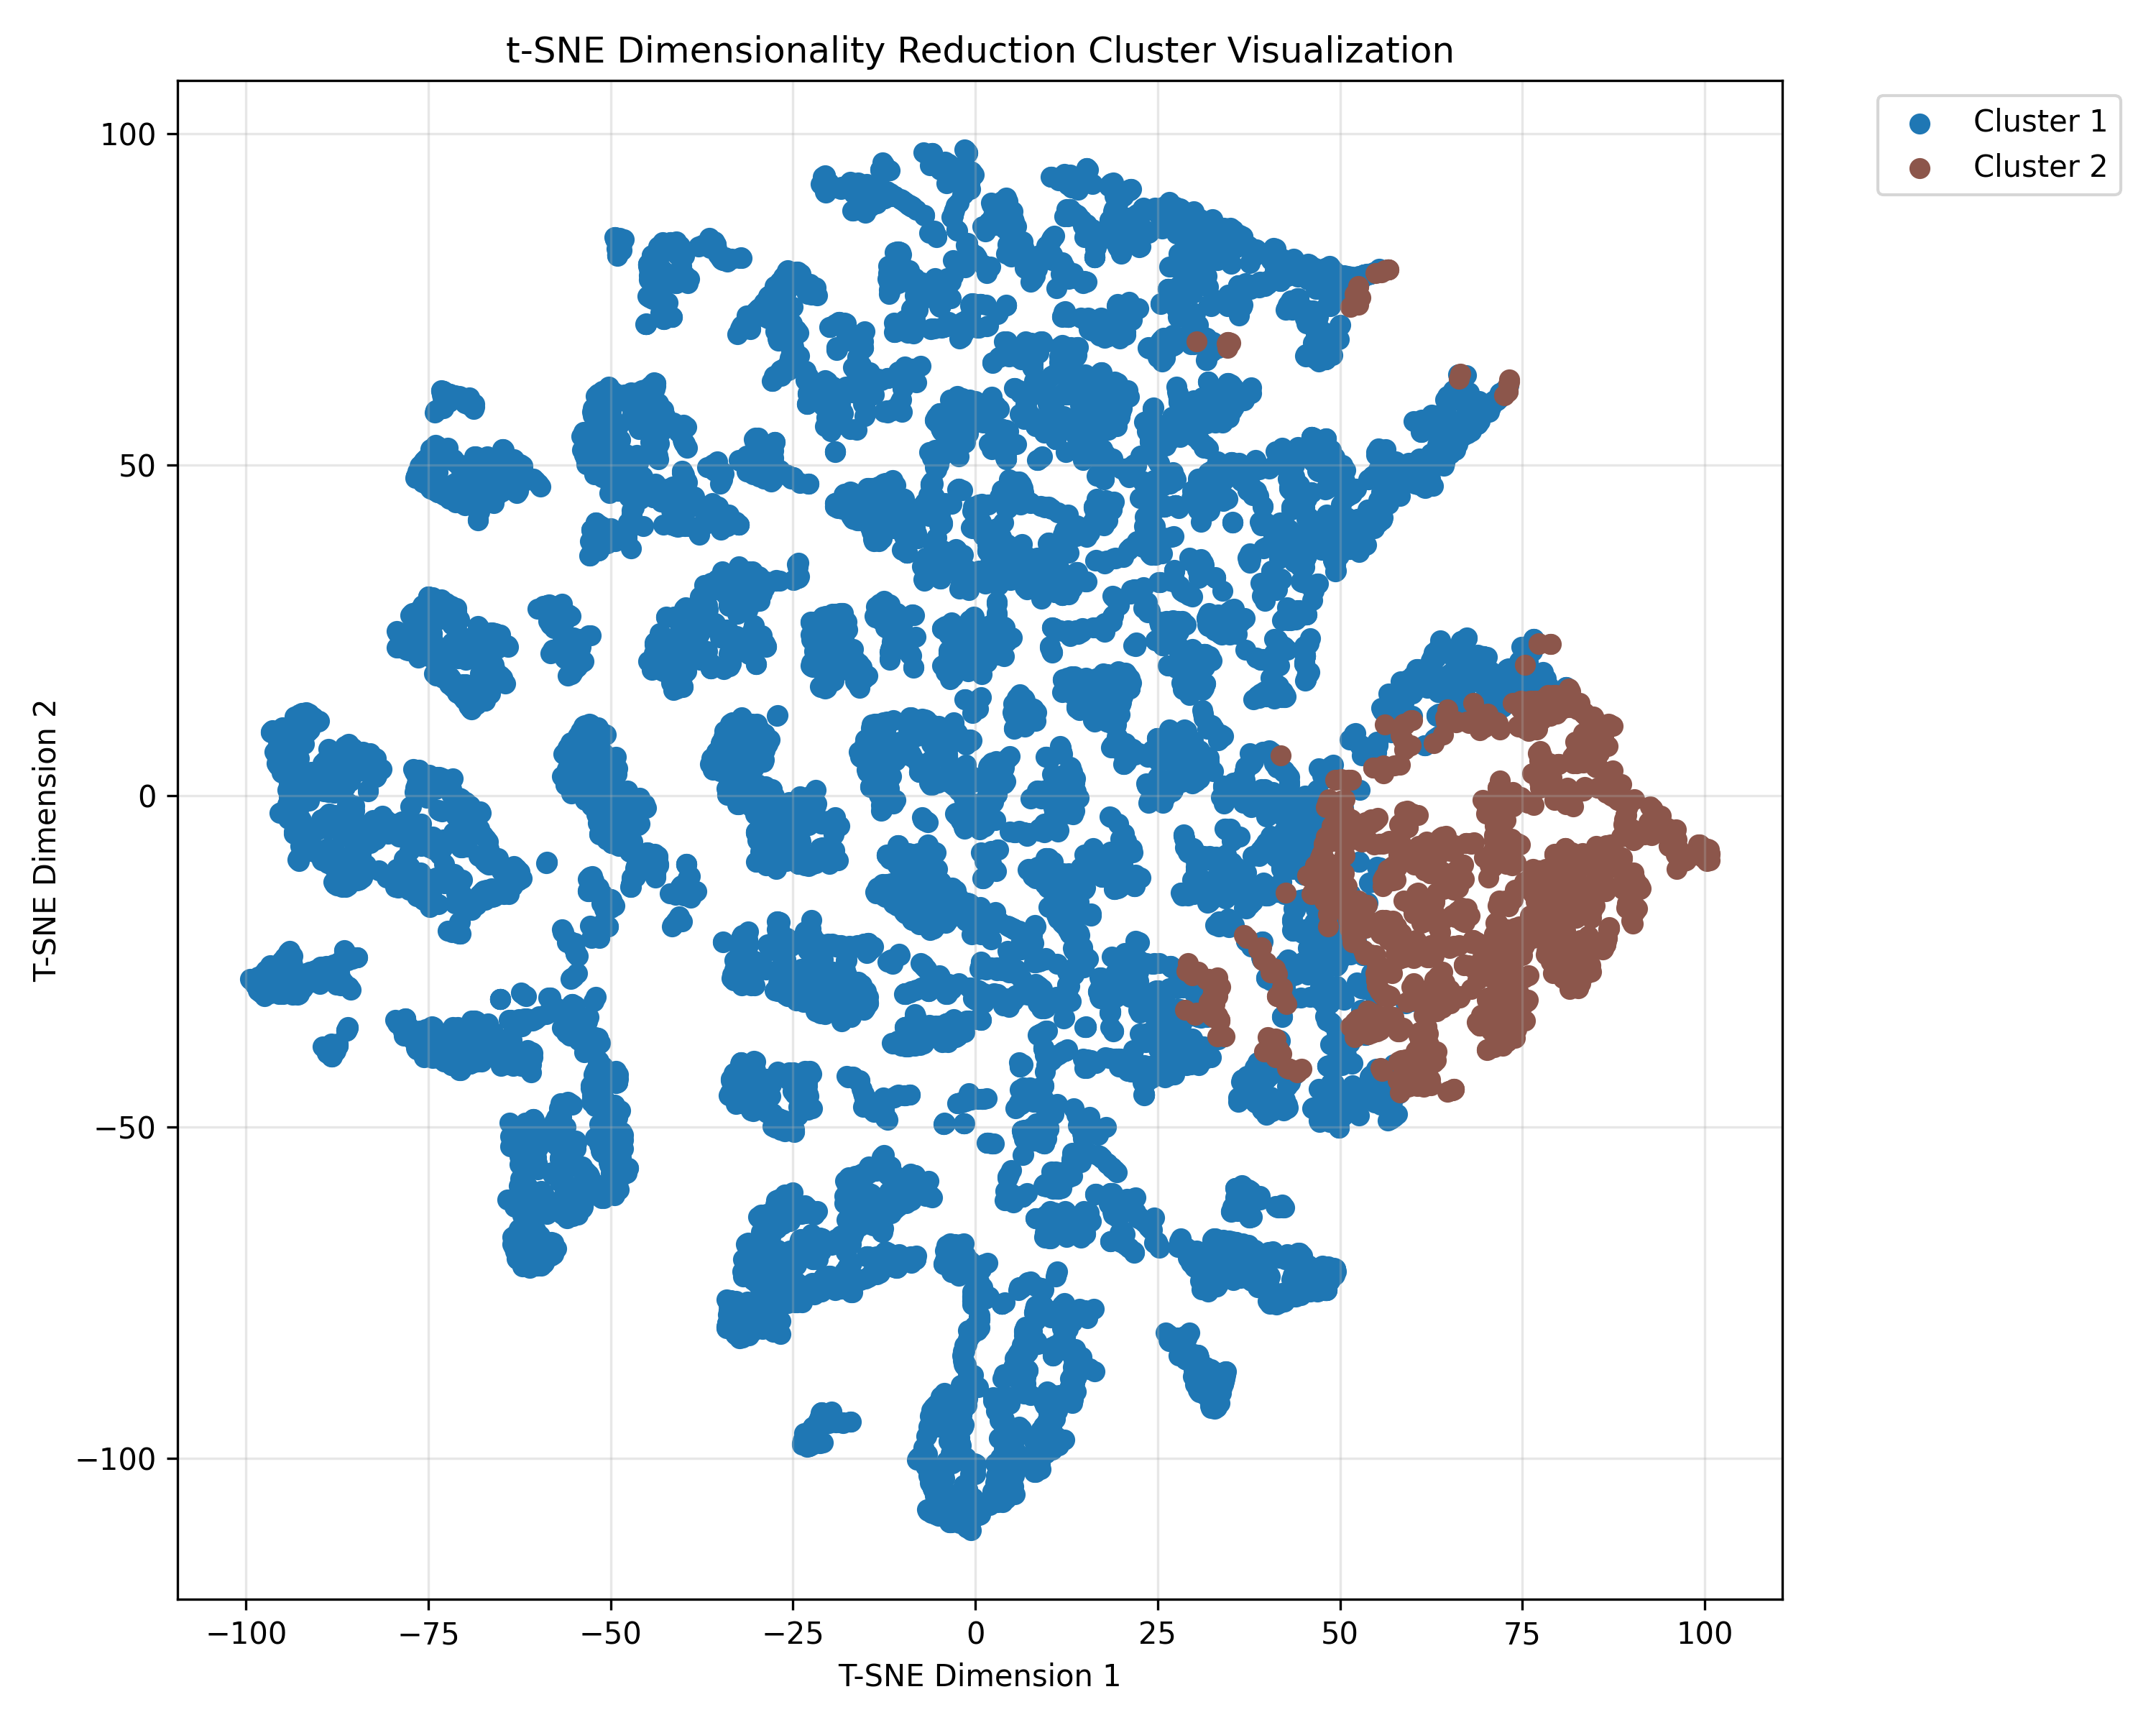 t-SNE Dimensionality Reduction Cluster Visualization
Cluster 1
Cluster 2
100
50
0
−50
−100
T-SNE Dimension 2
−100 −75 −50 −25 0 25 50 75 100
T-SNE Dimension 1